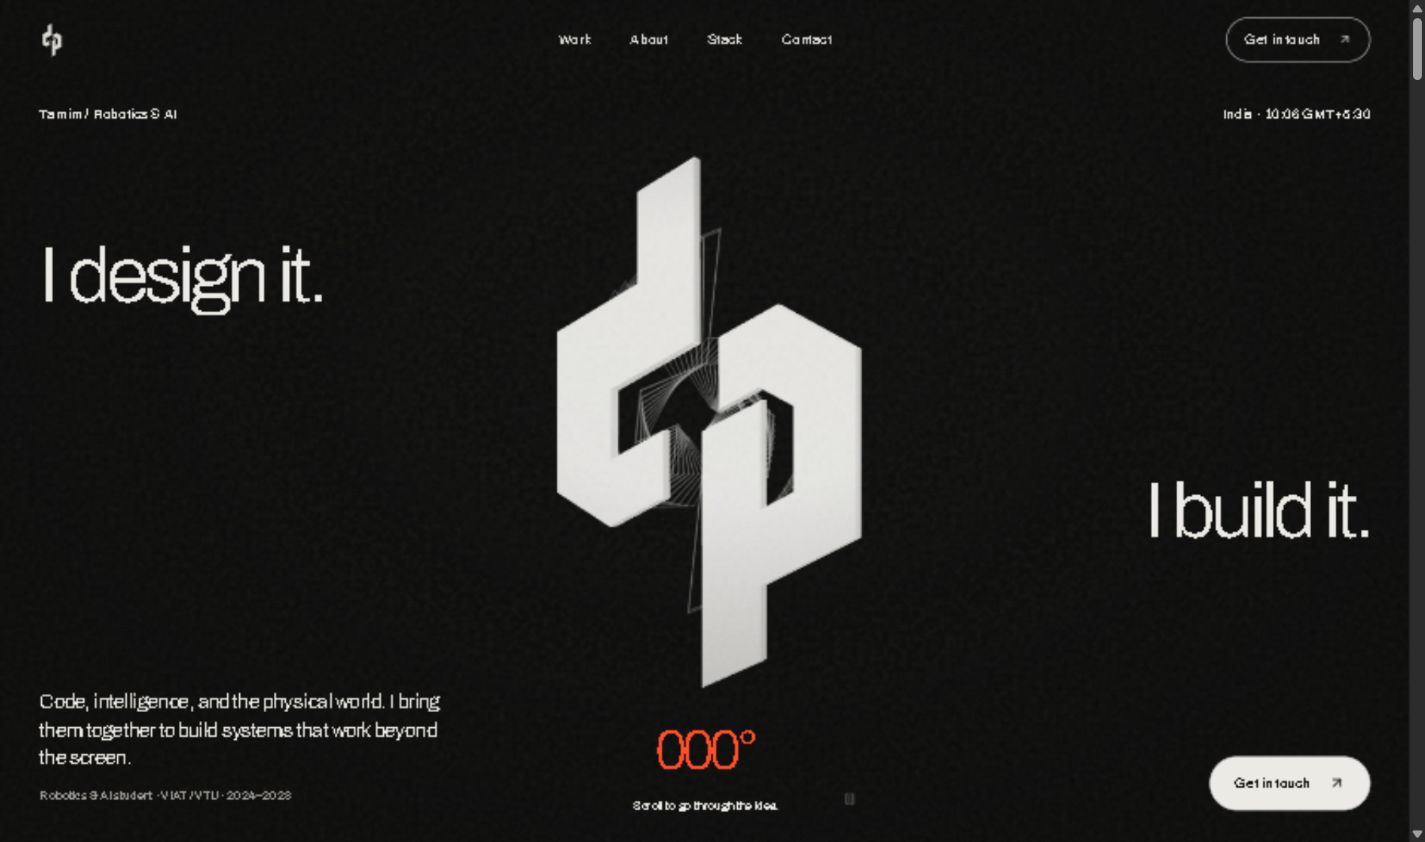 Work
About
Stack
Contact
Get in touch
Tamim / Robotics & AI
India · 10:06 GMT+5:30
I design it.
I build it.
Code, intelligence, and the physical world. I bring
them together to build systems that work beyond
the screen.
Robotics & AI student · VIAT / VTU · 2024–2028
000°
Scroll to go through the idea.
Get in touch